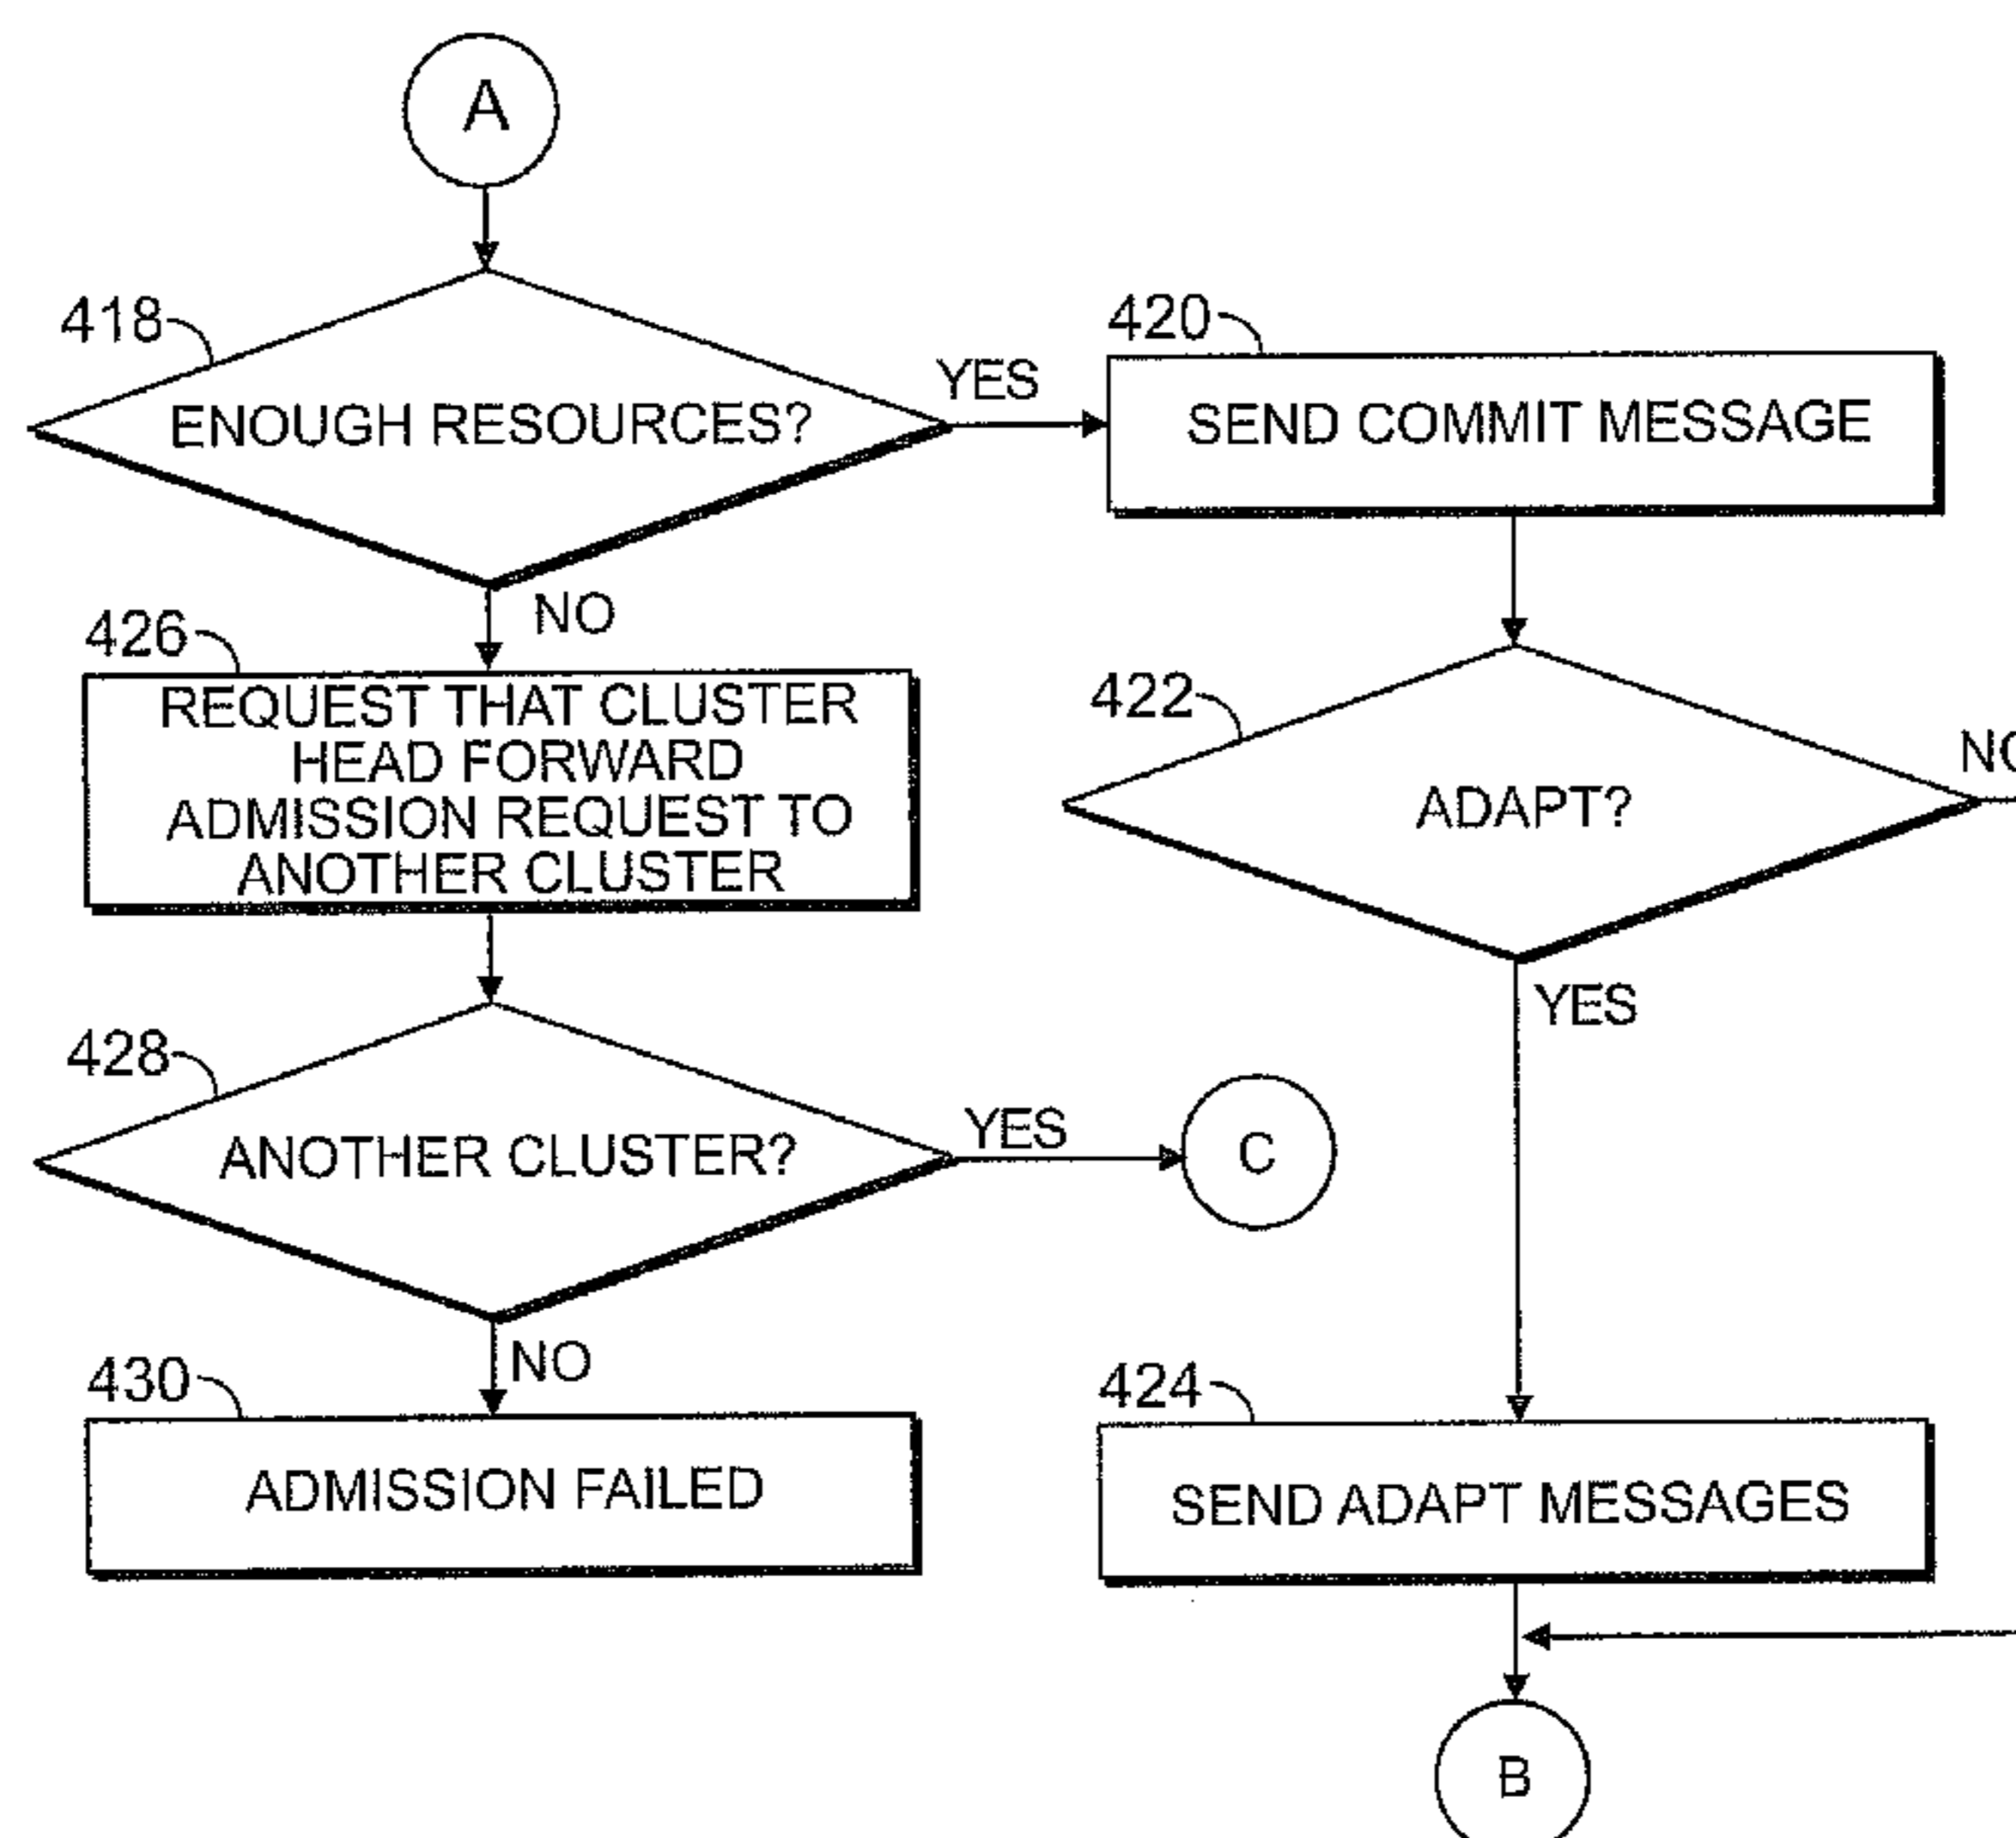 A
418
ENOUGH RESOURCES?
YES
420
SEND COMMIT MESSAGE
NO
426
REQUEST THAT CLUSTER
HEAD FORWARD
ADMISSION REQUEST TO
ANOTHER CLUSTER
422
ADAPT?
NO
YES
428
ANOTHER CLUSTER?
YES
C
NO
430
ADMISSION FAILED
424
SEND ADAPT MESSAGES
B